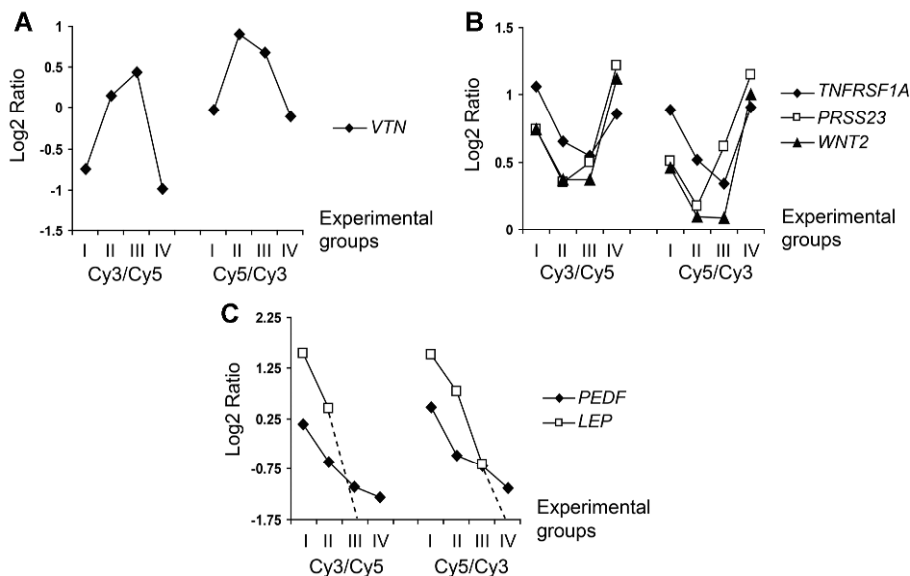 A
Log2 Ratio
1
0.5
0
-0.5
-1
-1.5
VTN
Experimental
groups
I II III IV I II III IV
Cy3/Cy5 Cy5/Cy3
B
Log2 Ratio
1.5
1
0.5
0
TNFRSF1A
PRSS23
WNT2
Experimental
groups
I II III IV I II III IV
Cy3/Cy5 Cy5/Cy3
C
Log2 Ratio
2.25
1.25
0.25
-0.75
-1.75
PEDF
LEP
Experimental
groups
I II III IV I II III IV
Cy3/Cy5 Cy5/Cy3